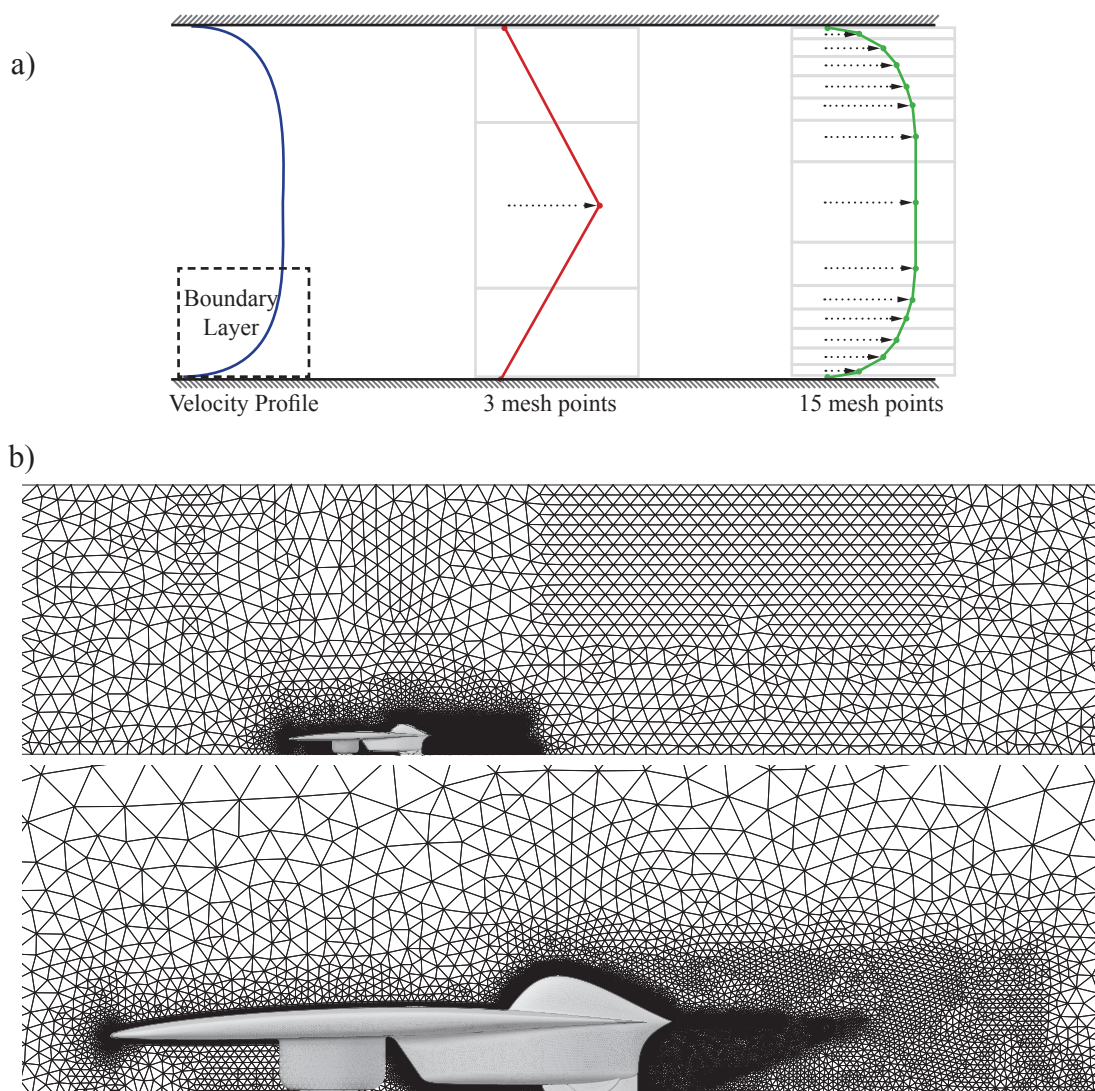 a)
Boundary
Layer
Velocity Profile
3 mesh points
15 mesh points
b)